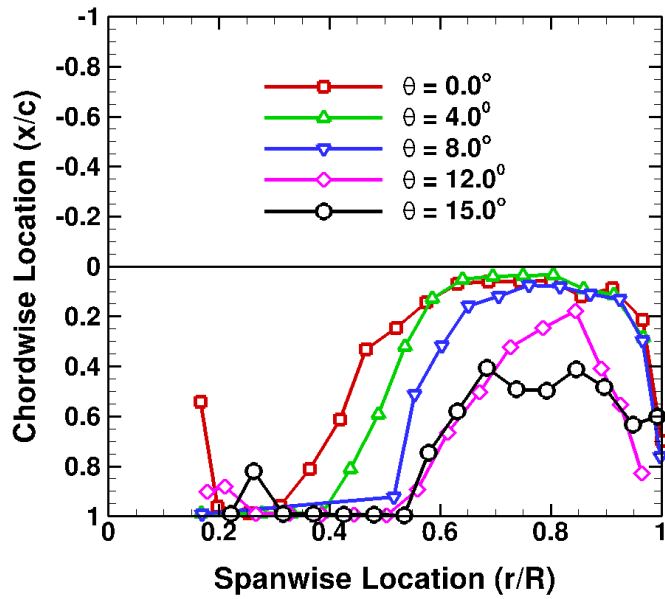 -1
-0.8
-0.6
-0.4
-0.2
0
0.2
0.4
0.6
0.8
1
Chordwise Location (x/c)
θ = 0.0°
θ = 4.0⁰
θ = 8.0°
θ = 12.0⁰
θ = 15.0°
0 0.2 0.4 0.6 0.8 1
Spanwise Location (r/R)